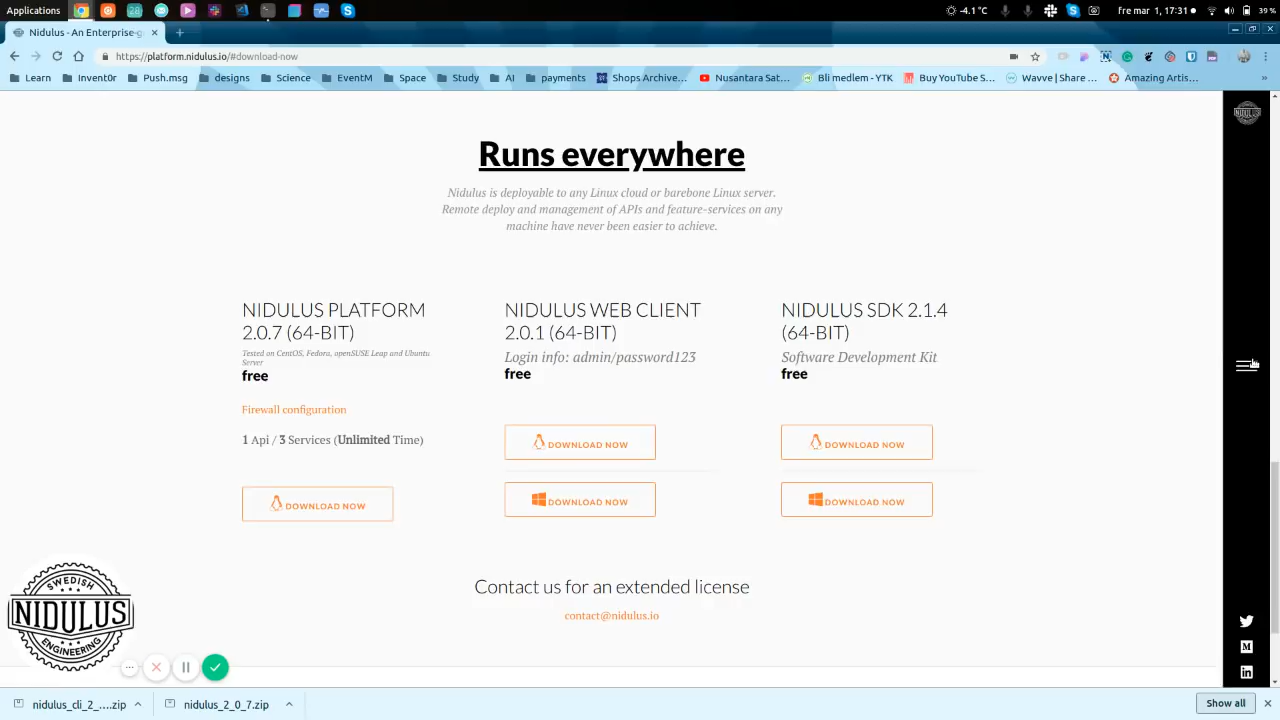 Applications
-4.1 °C
fre mar 1, 17:31
39 %
Nidulus - An Enterprise-g
https://platform.nidulus.io/#download-now
Learn
Invent0r
Push.msg
designs
Science
EventM
Space
Study
AI
payments
Shops Archive...
Nusantara Sat...
Bli medlem - YTK
Buy YouTube S...
Wavve | Share ...
Amazing Artis...
»
NIDULUS
Runs everywhere
Nidulus is deployable to any Linux cloud or barebone Linux server.
Remote deploy and management of APIs and feature-services on any
machine have never been easier to achieve.
NIDULUS PLATFORM
2.0.7 (64-BIT)
Tested on CentOS, Fedora, openSUSE Leap and Ubuntu
Server
free
Firewall configuration
1 Api / 3 Services (Unlimited Time)
DOWNLOAD NOW
NIDULUS WEB CLIENT
2.0.1 (64-BIT)
Login info: admin/password123
free
DOWNLOAD NOW
DOWNLOAD NOW
NIDULUS SDK 2.1.4
(64-BIT)
Software Development Kit
free
DOWNLOAD NOW
DOWNLOAD NOW
Contact us for an extended license
contact@nidulus.io
SWEDISH
NIDULUS
ENGINEERING
nidulus_cli_2_....zip
nidulus_2_0_7.zip
Show all